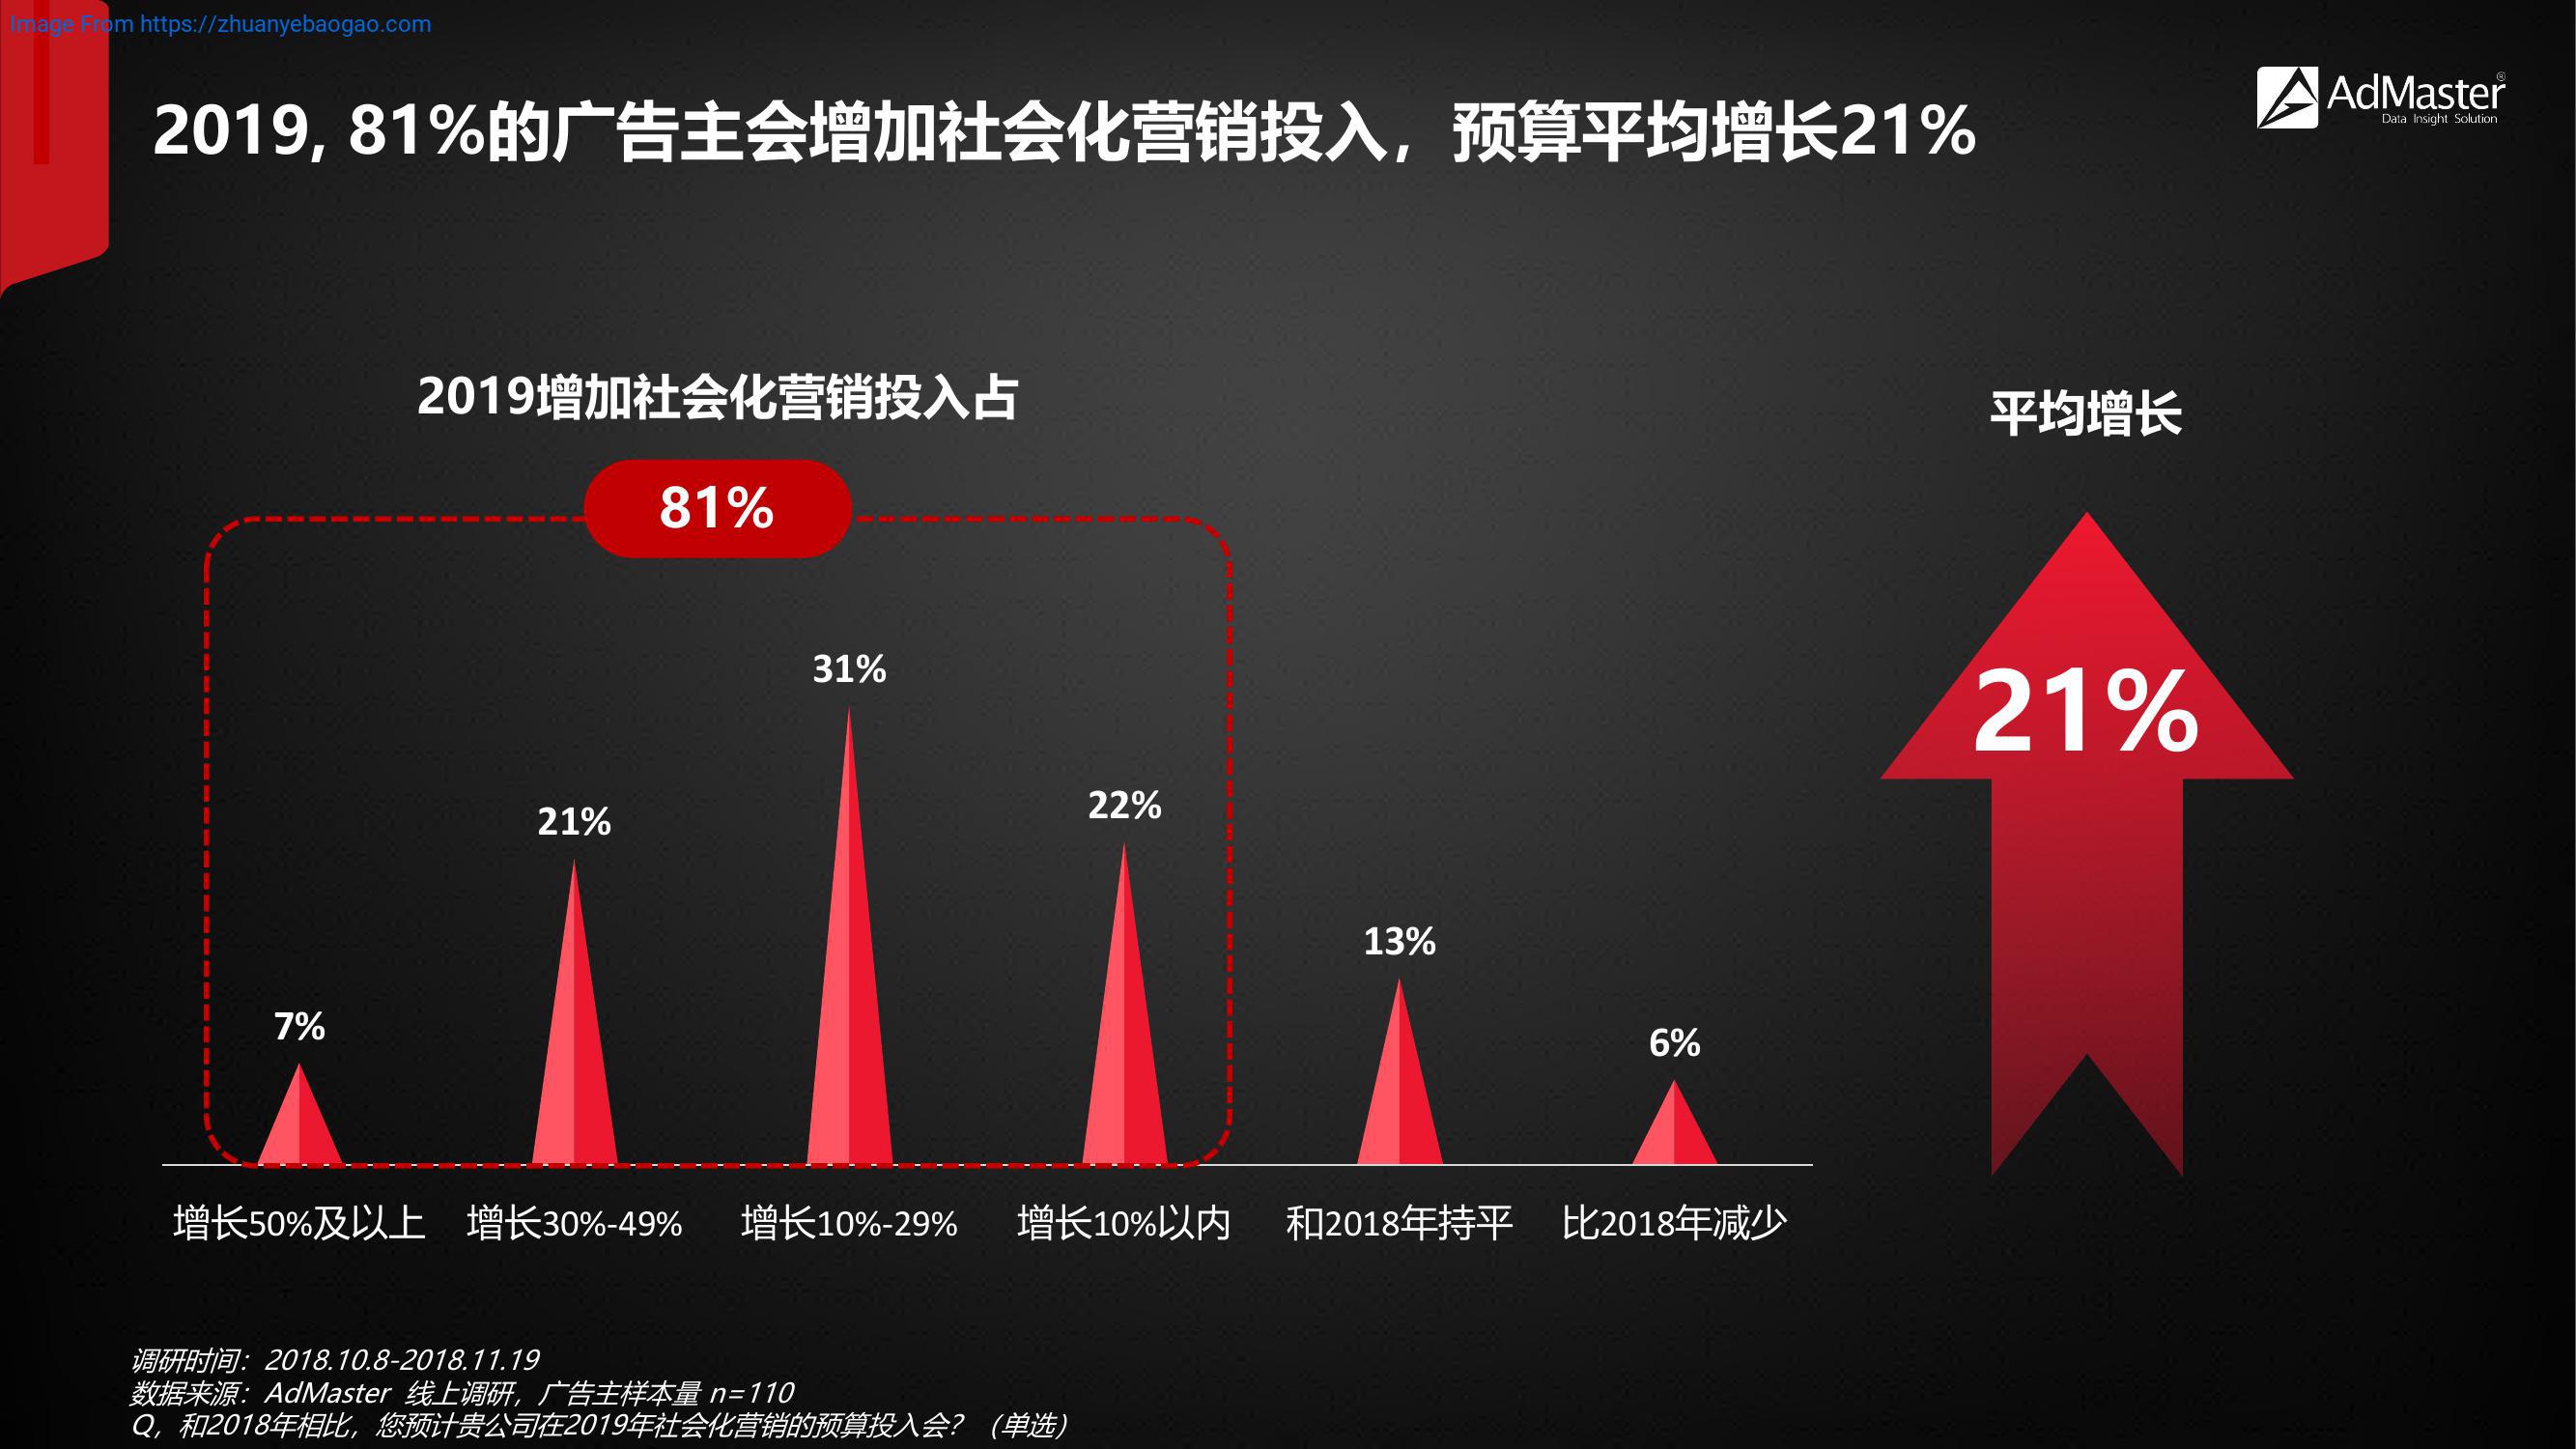 Image From https://zhuanyebaogao.com
2019, 81%的广告主会增加社会化营销投入，预算平均增长21%
AdMaster®
Data Insight Solution
2019增加社会化营销投入占
81%
平均增长
21%
7%
21%
31%
22%
13%
6%
增长50%及以上
增长30%-49%
增长10%-29%
增长10%以内
和2018年持平
比2018年减少
调研时间：2018.10.8-2018.11.19
数据来源：AdMaster 线上调研，广告主样本量 n=110
Q，和2018年相比，您预计贵公司在2019年社会化营销的预算投入会？（单选）